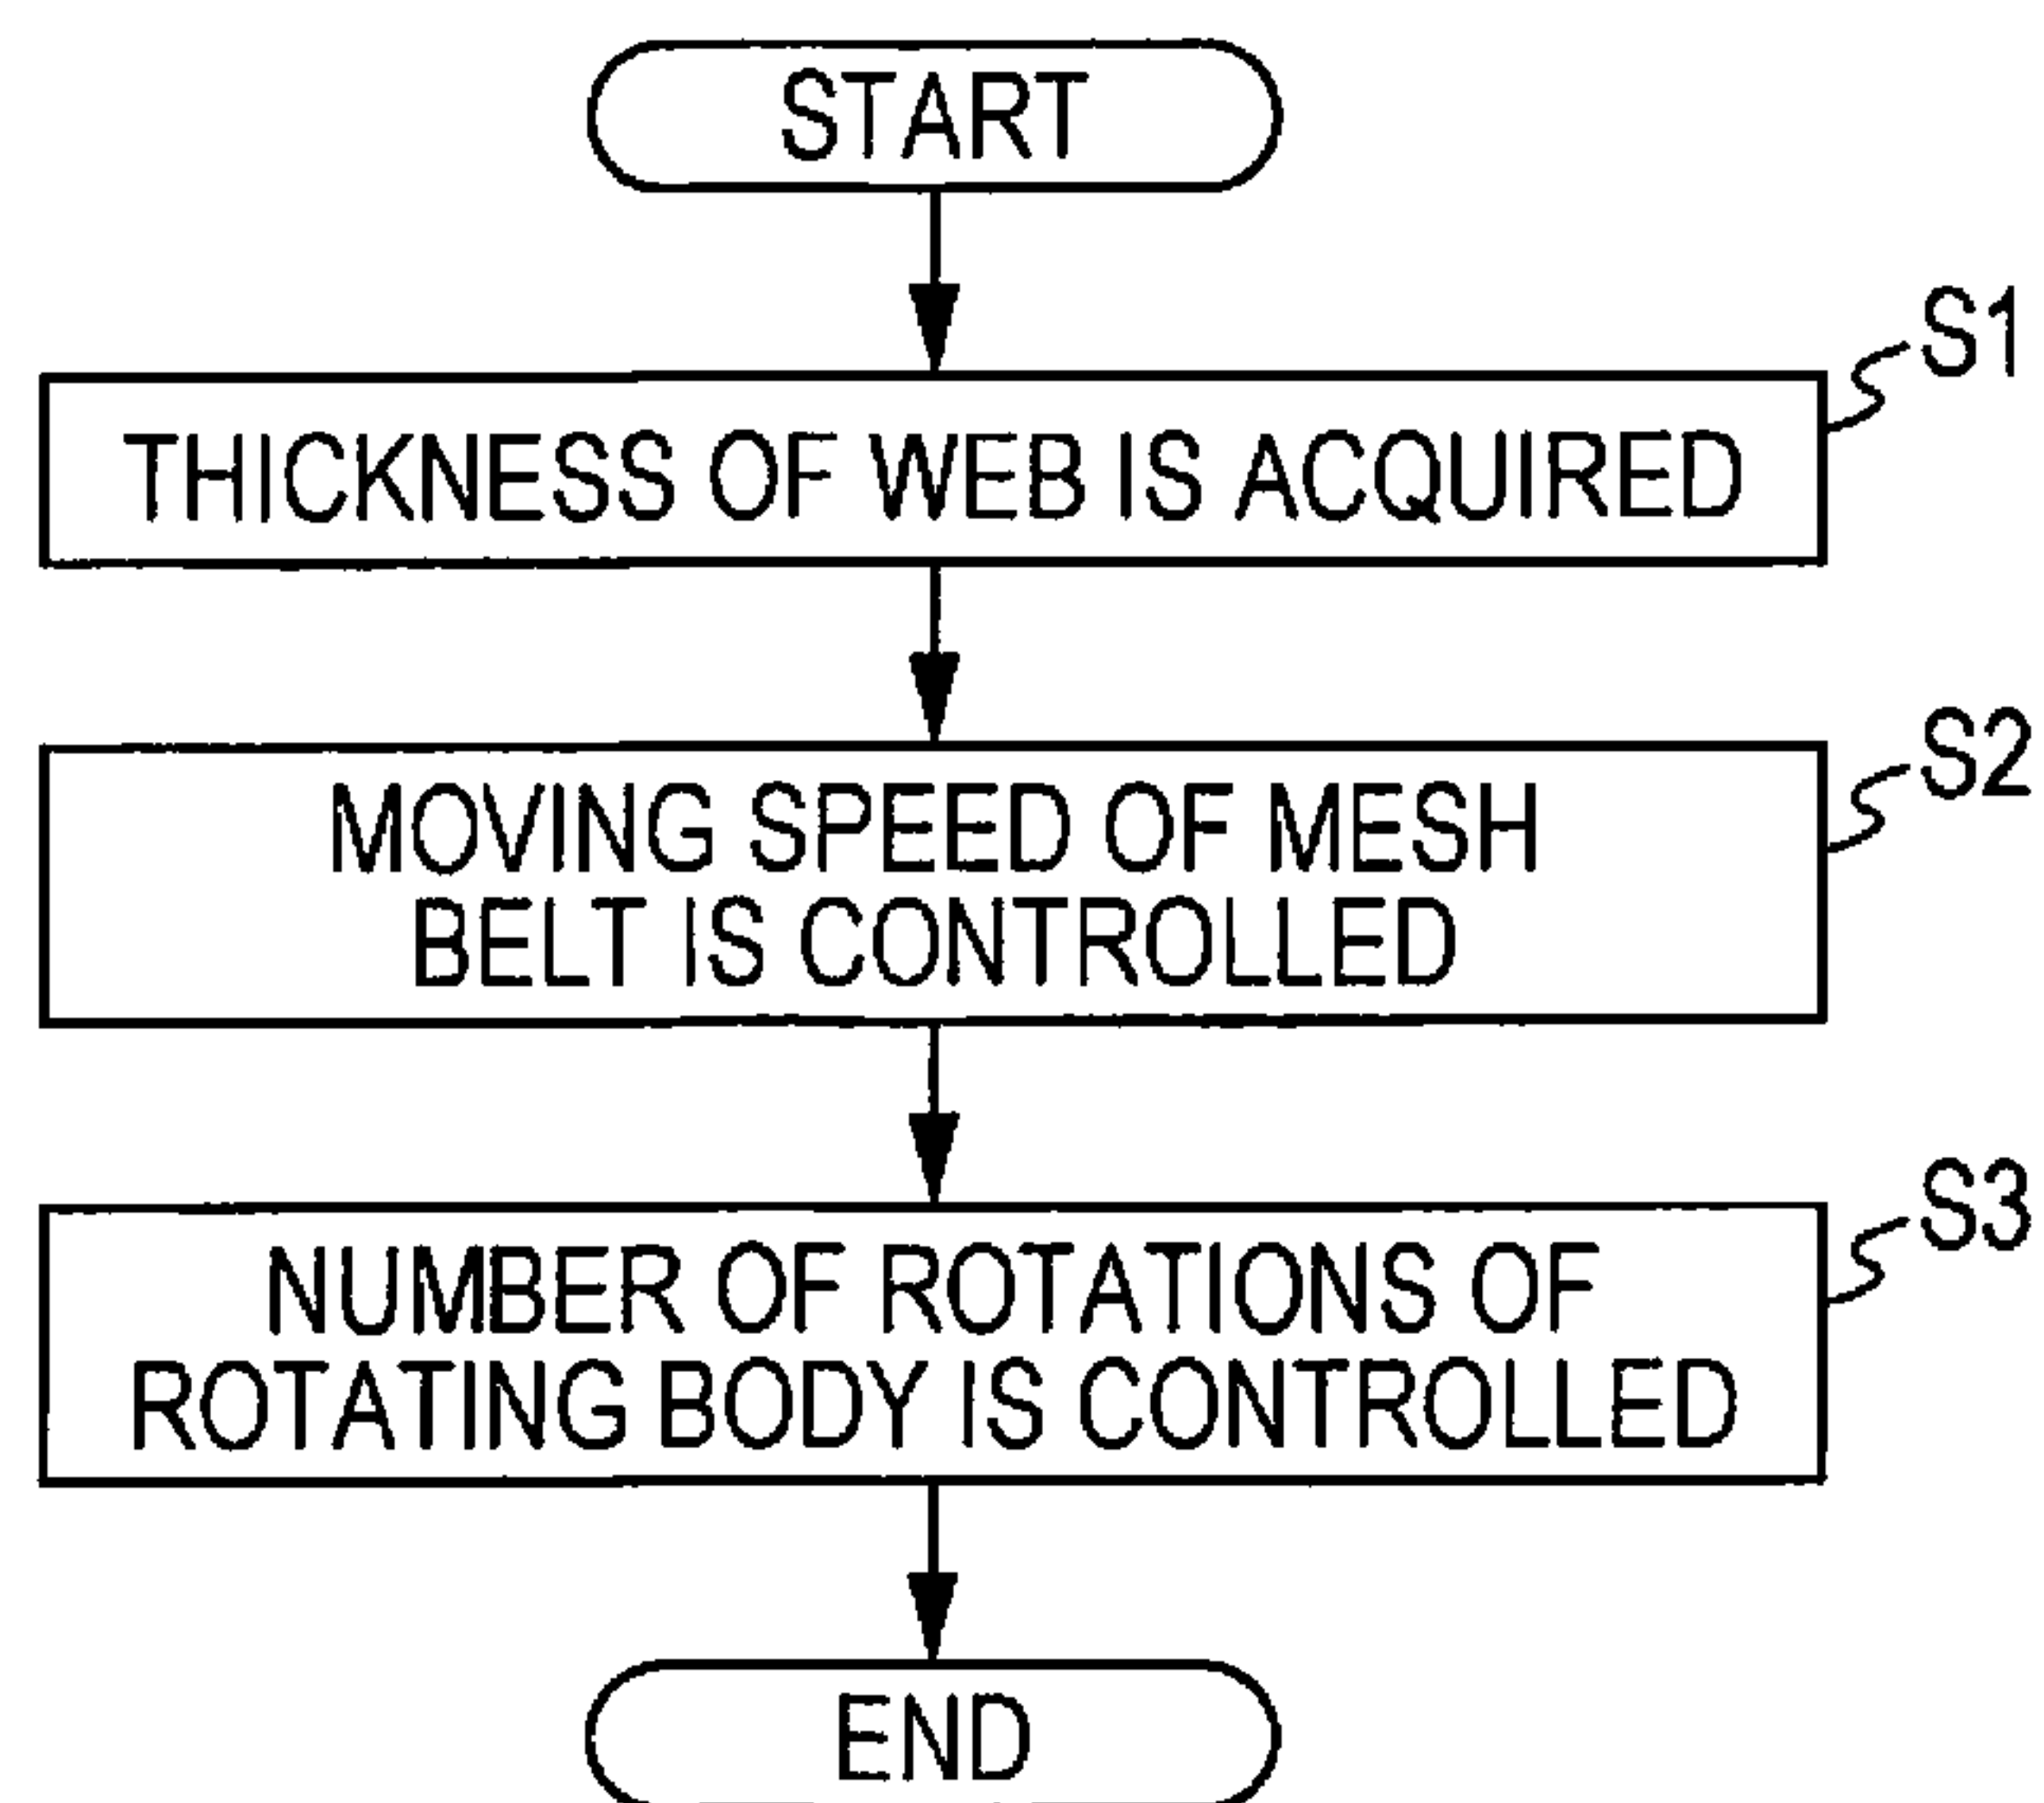 START
S1
THICKNESS OF WEB IS ACQUIRED
S2
MOVING SPEED OF MESH
BELT IS CONTROLLED
S3
NUMBER OF ROTATIONS OF
ROTATING BODY IS CONTROLLED
END